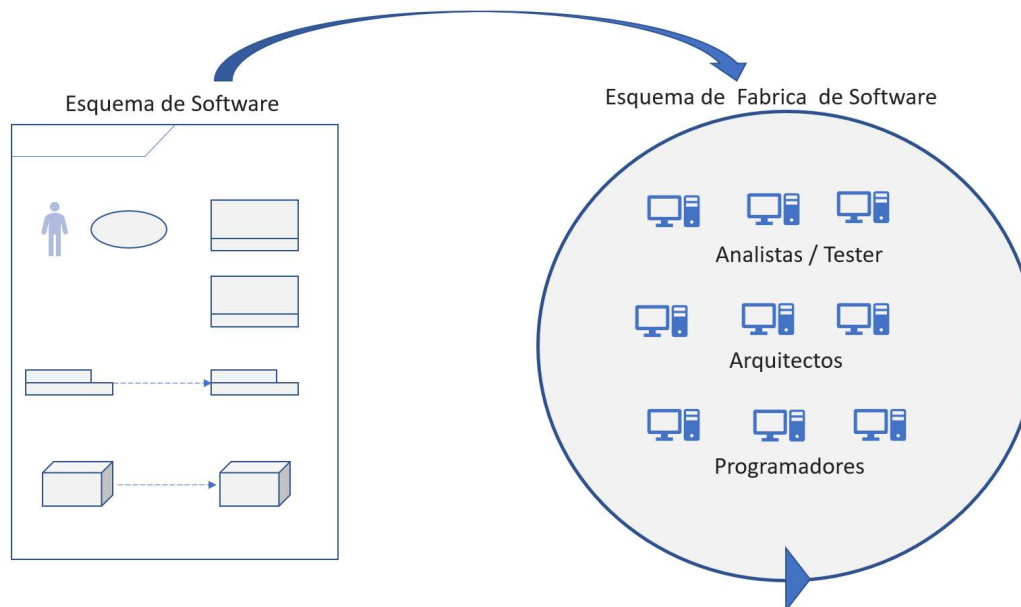 Esquema de Software
Esquema de Fabrica de Software
Analistas / Tester
Arquitectos
Programadores